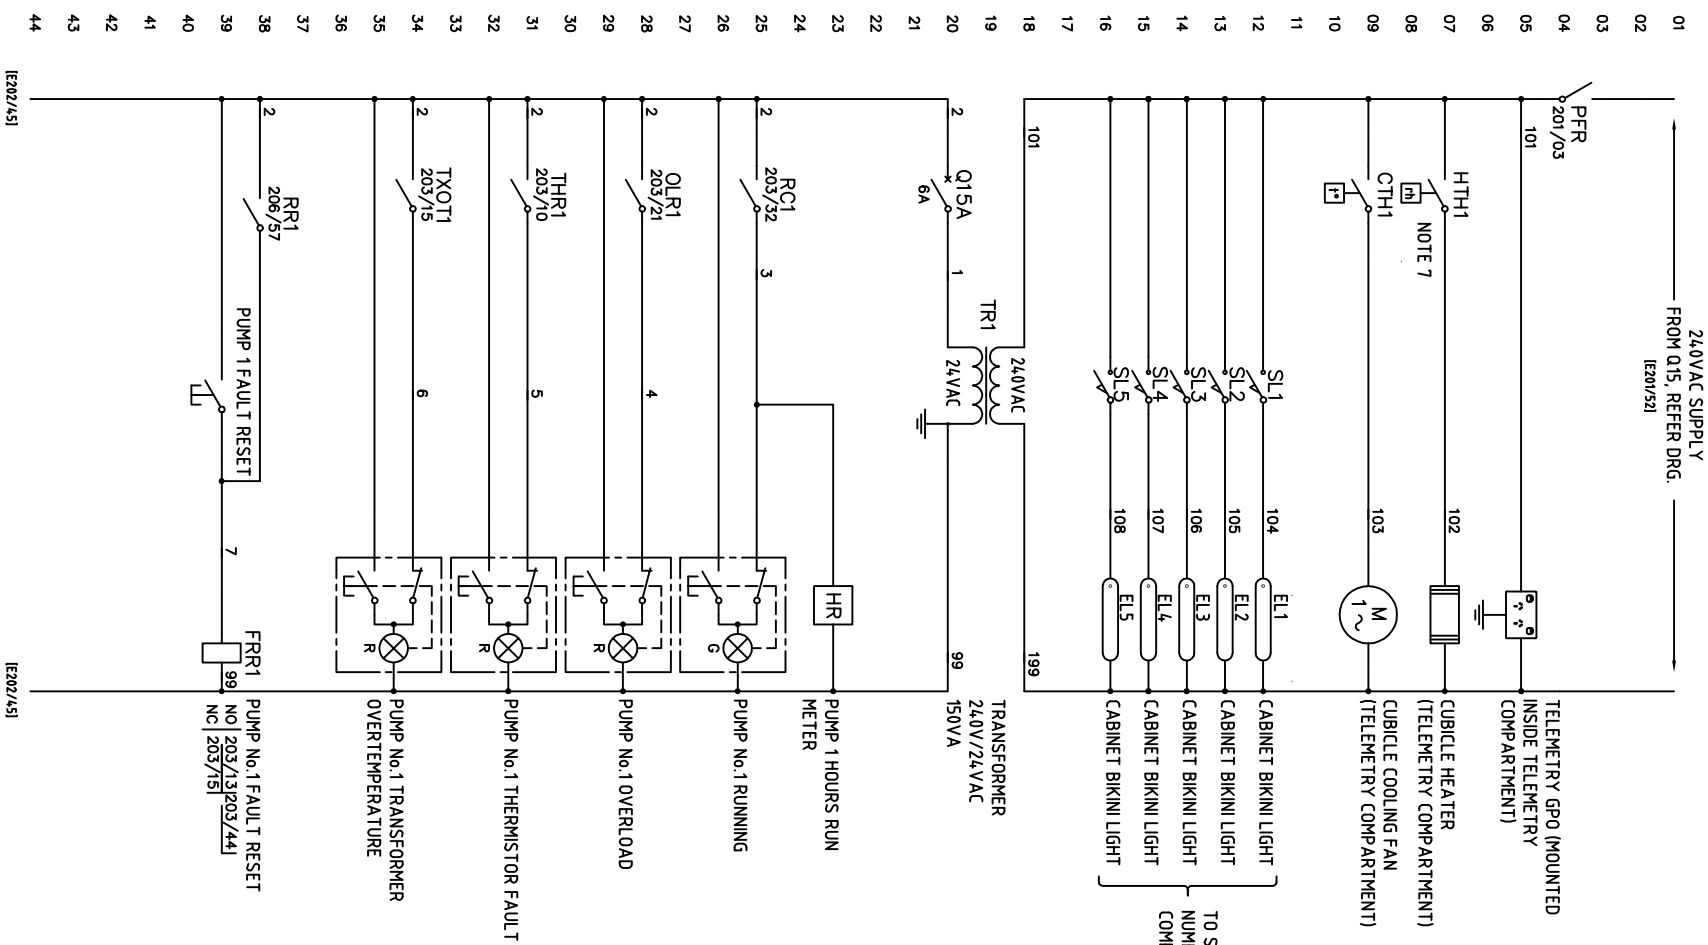 240VAC SUPPLY
FROM Q15, REFER DRG.
[E201/52]
01
02
03
04
05
06
07
08
09
10
11
12
13
14
15
16
17
18
19
20
21
22
23
24
25
26
27
28
29
30
31
32
33
34
35
36
37
38
39
40
41
42
43
44
PFR
201/03
101
TELEMETRY GPO (MOUNTED
INSIDE TELEMETRY
COMPARTMENT)
HTH1
rh
NOTE 7
102
CUBICLE HEATER
(TELEMETRY COMPARTMENT)
CTH1
t°
103
M
1~
CUBICLE COOLING FAN
(TELEMETRY COMPARTMENT)
SL1
104
EL1
CABINET BIKINI LIGHT
SL2
105
EL2
CABINET BIKINI LIGHT
SL3
106
EL3
CABINET BIKINI LIGHT
SL4
107
EL4
CABINET BIKINI LIGHT
SL5
108
EL5
CABINET BIKINI LIGHT
TO S
NUM
COM
101
240VAC
199
TR1
TRANSFORMER
240V/24VAC
150VA
2
Q15A
6A
1
24VAC
99
HR
PUMP 1 HOURS RUN
METER
2
RC1
203/32
3
G
PUMP No.1 RUNNING
2
OLR1
203/21
4
R
PUMP No.1 OVERLOAD
2
THR1
203/10
5
R
PUMP No.1 THERMISTOR FAULT
2
TXOT1
203/15
6
R
PUMP No.1 TRANSFORMER
OVERTEMPERATURE
2
RR1
206/57
PUMP 1 FAULT RESET
7
FRR1
99
PUMP No.1 FAULT RESET
NO 203/13 203/44
NC 203/15
[E202/45]
[E202/45]